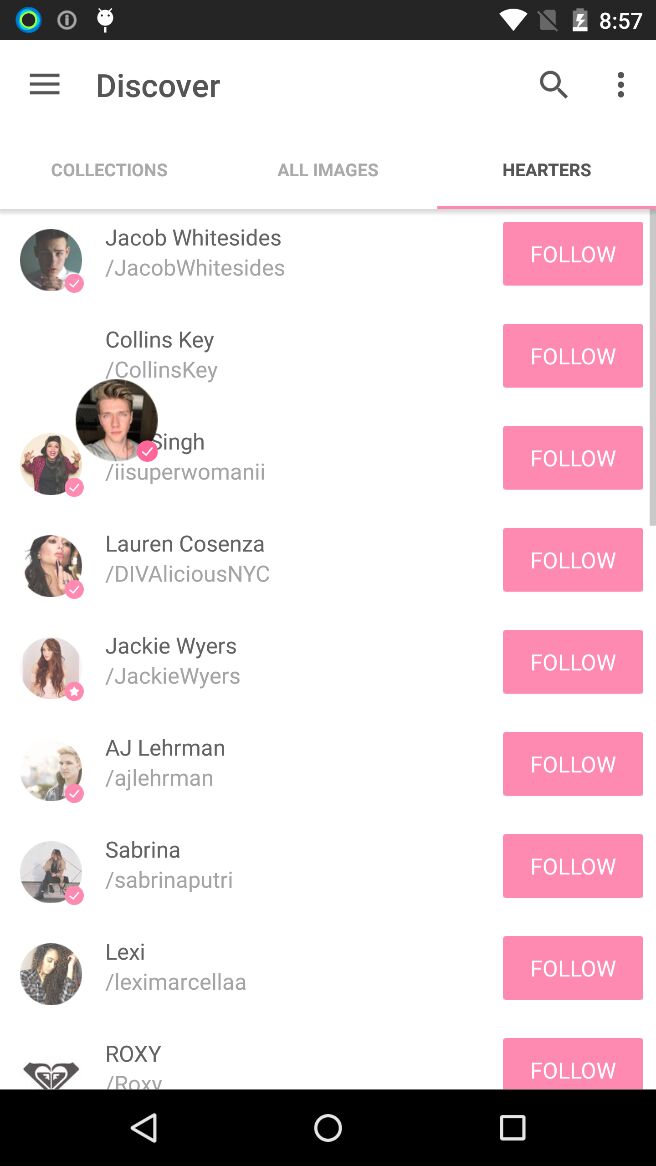 8:57
Discover
COLLECTIONS ALL IMAGES HEARTERS
Jacob Whitesides
/JacobWhitesides
FOLLOW
Collins Key
/CollinsKey
FOLLOW
Singh
/iisuperwomanii
FOLLOW
Lauren Cosenza
/DIVAliciousNYC
FOLLOW
Jackie Wyers
/JackieWyers
FOLLOW
AJ Lehrman
/ajlehrman
FOLLOW
Sabrina
/sabrinaputri
FOLLOW
Lexi
/leximarcellaa
FOLLOW
ROXY
/Roxy
FOLLOW